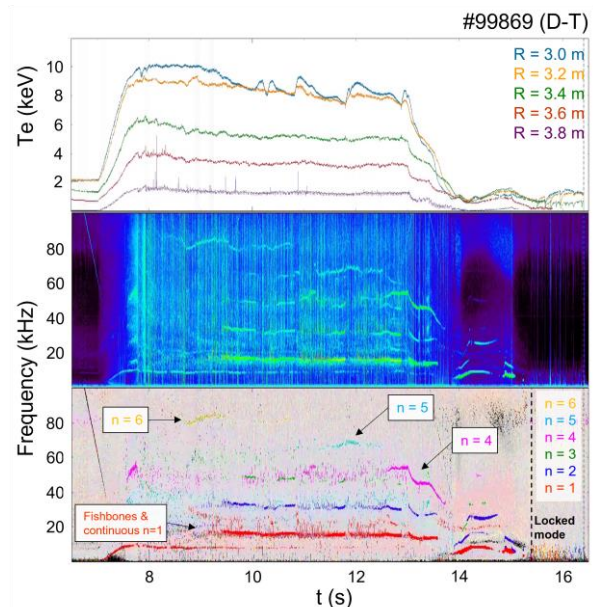 #99869 (D-T)
Te (keV)
10
8
6
4
2
R = 3.0 m
R = 3.2 m
R = 3.4 m
R = 3.6 m
R = 3.8 m
Frequency (kHz)
80
60
40
20
80
60
40
20
n = 6
n = 5
n = 4
Fishbones &
continuous n=1
n = 6
n = 5
n = 4
n = 3
n = 2
n = 1
Locked
mode
8
10
12
14
16
t (s)